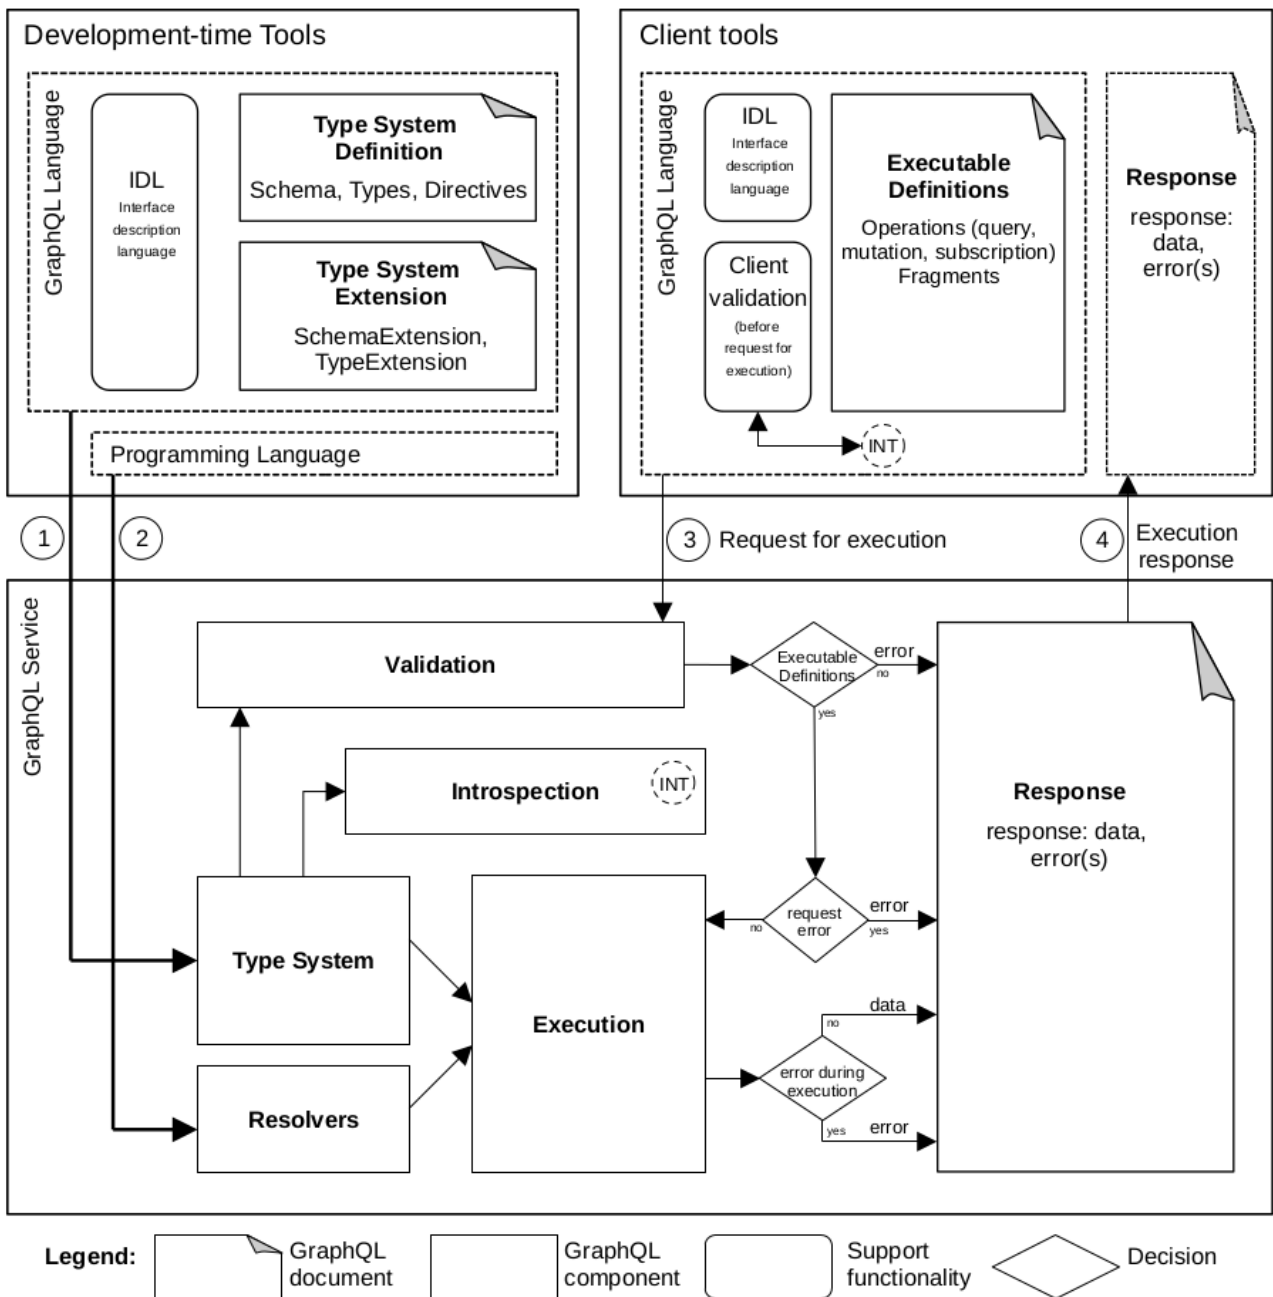 Development-time Tools
GraphQL Language
IDL
Interface
description
language
Type System
Definition
Schema, Types, Directives
Type System
Extension
SchemaExtension,
TypeExtension
Programming Language
Client tools
GraphQL Language
IDL
Interface
description
language
Client
validation
(before
request for
execution)
INT
Executable
Definitions
Operations (query,
mutation, subscription)
Fragments
Response
response:
data,
error(s)
1
2
3
Request for execution
4
Execution
response
GraphQL Service
Validation
Executable
Definitions
error
no
yes
Introspection
INT
Response
response: data,
error(s)
Type System
Execution
request
error
no
error
yes
Resolvers
error during
execution
data
no
yes
error
Legend:
GraphQL
document
GraphQL
component
Support
functionality
Decision